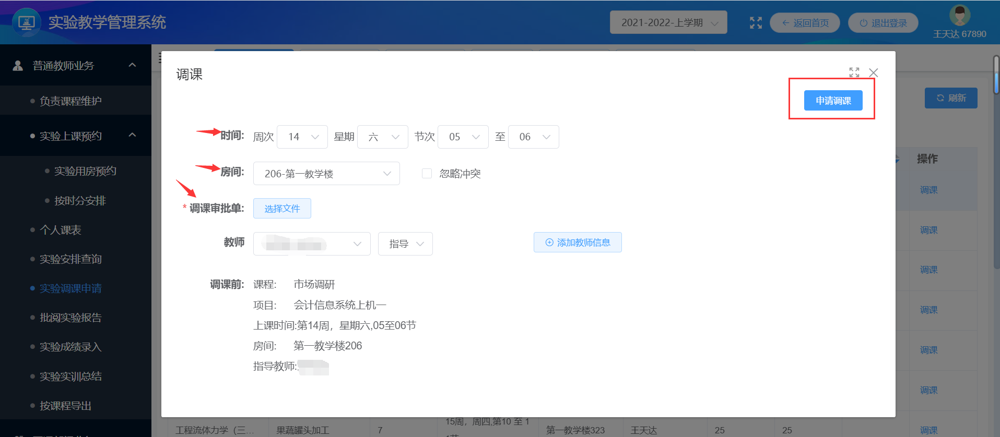 实验教学管理系统
2021-2022-上学期
返回首页
退出登录
王天达 67890
普通教师业务
负责课程维护
实验上课预约
实验用房预约
按时分安排
个人课表
实验安排查询
实验调课申请
批阅实验报告
实验成绩录入
实验实训总结
按课程导出
调课
申请调课
刷新
时间: 周次 14 星期 六 节次 05 至 06
房间: 206-第一教学楼 忽略冲突
* 调课审批单: 选择文件
教师 指导 添加教师信息
调课前: 课程: 市场调研
项目: 会计信息系统上机一
上课时间:第14周，星期六,05至06节
房间: 第一教学楼206
指导教师:
操作
调课
调课
调课
调课
调课
调课
15周，周四,第10 至 1
工程流体力学（三... 果蔬罐头加工 7 第一教学楼323 王天达 25 25 调课